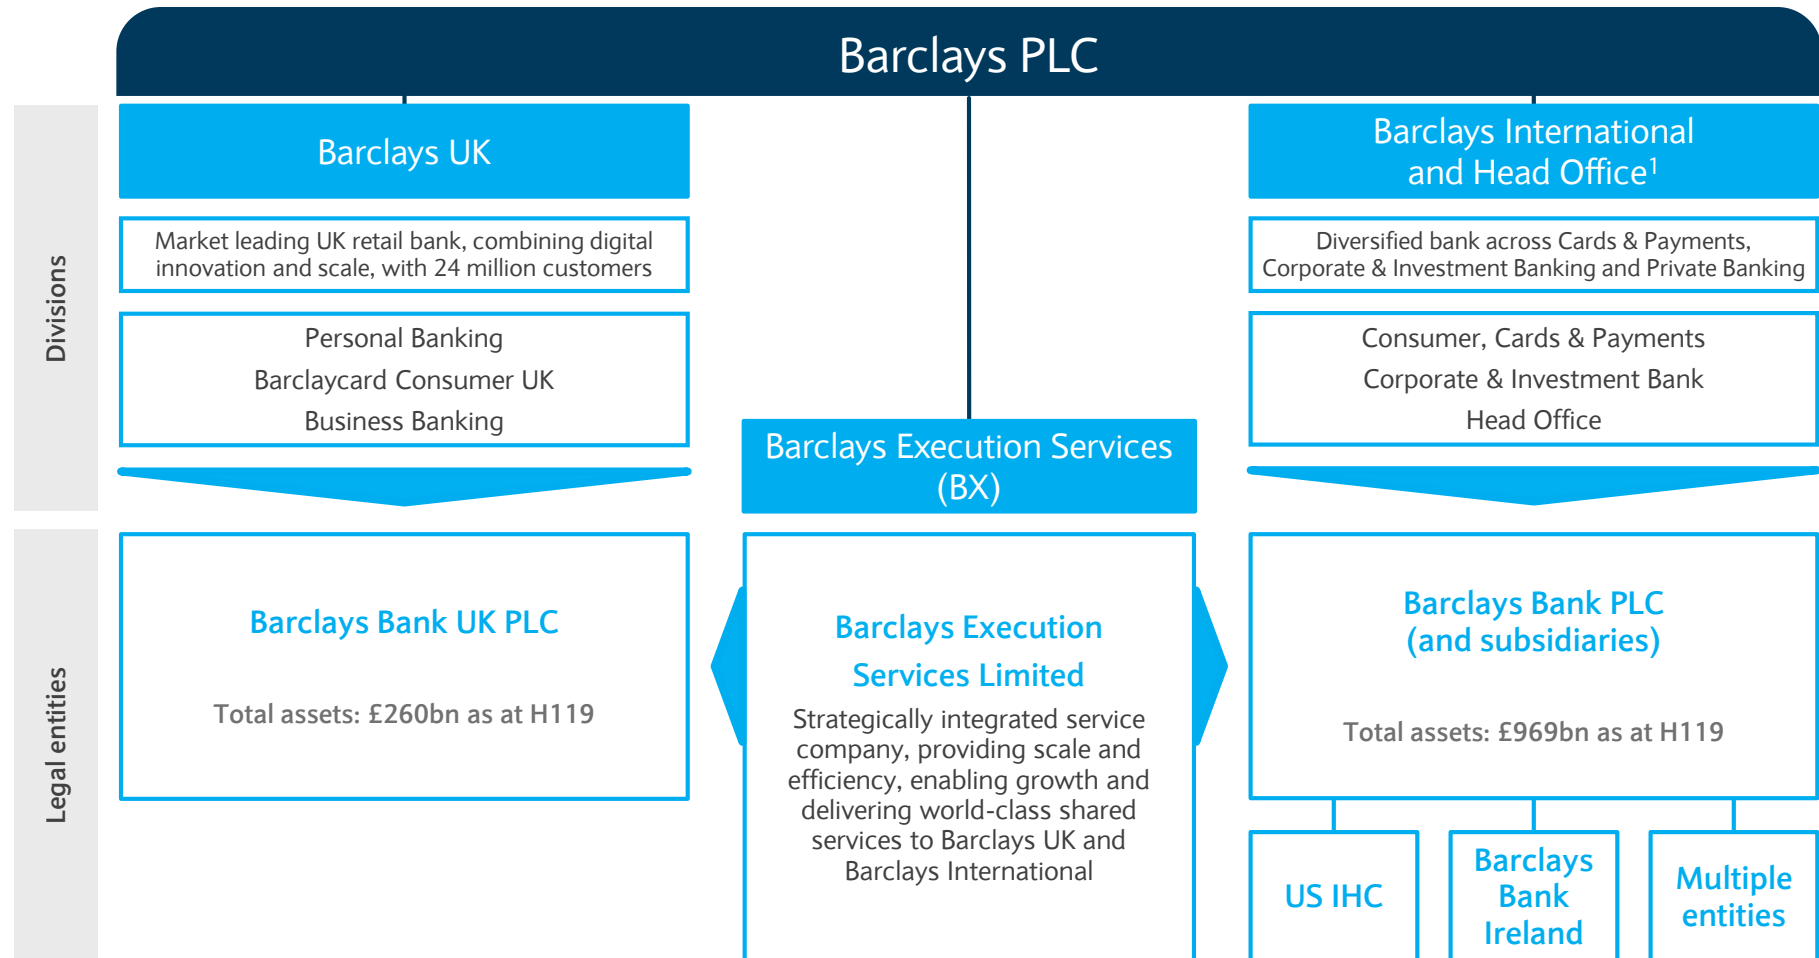 Barclays PLC
Divisions
Barclays UK
Market leading UK retail bank, combining digital
innovation and scale, with 24 million customers
Personal Banking
Barclaycard Consumer UK
Business Banking
Barclays International
and Head Office¹
Diversified bank across Cards & Payments,
Corporate & Investment Banking and Private Banking
Consumer, Cards & Payments
Corporate & Investment Bank
Head Office
Barclays Execution Services
(BX)
Legal entities
Barclays Bank UK PLC
Total assets: £260bn as at H119
Barclays Execution
Services Limited
Strategically integrated service
company, providing scale and
efficiency, enabling growth and
delivering world-class shared
services to Barclays UK and
Barclays International
Barclays Bank PLC
(and subsidiaries)
Total assets: £969bn as at H119
US IHC
Barclays
Bank
Ireland
Multiple
entities